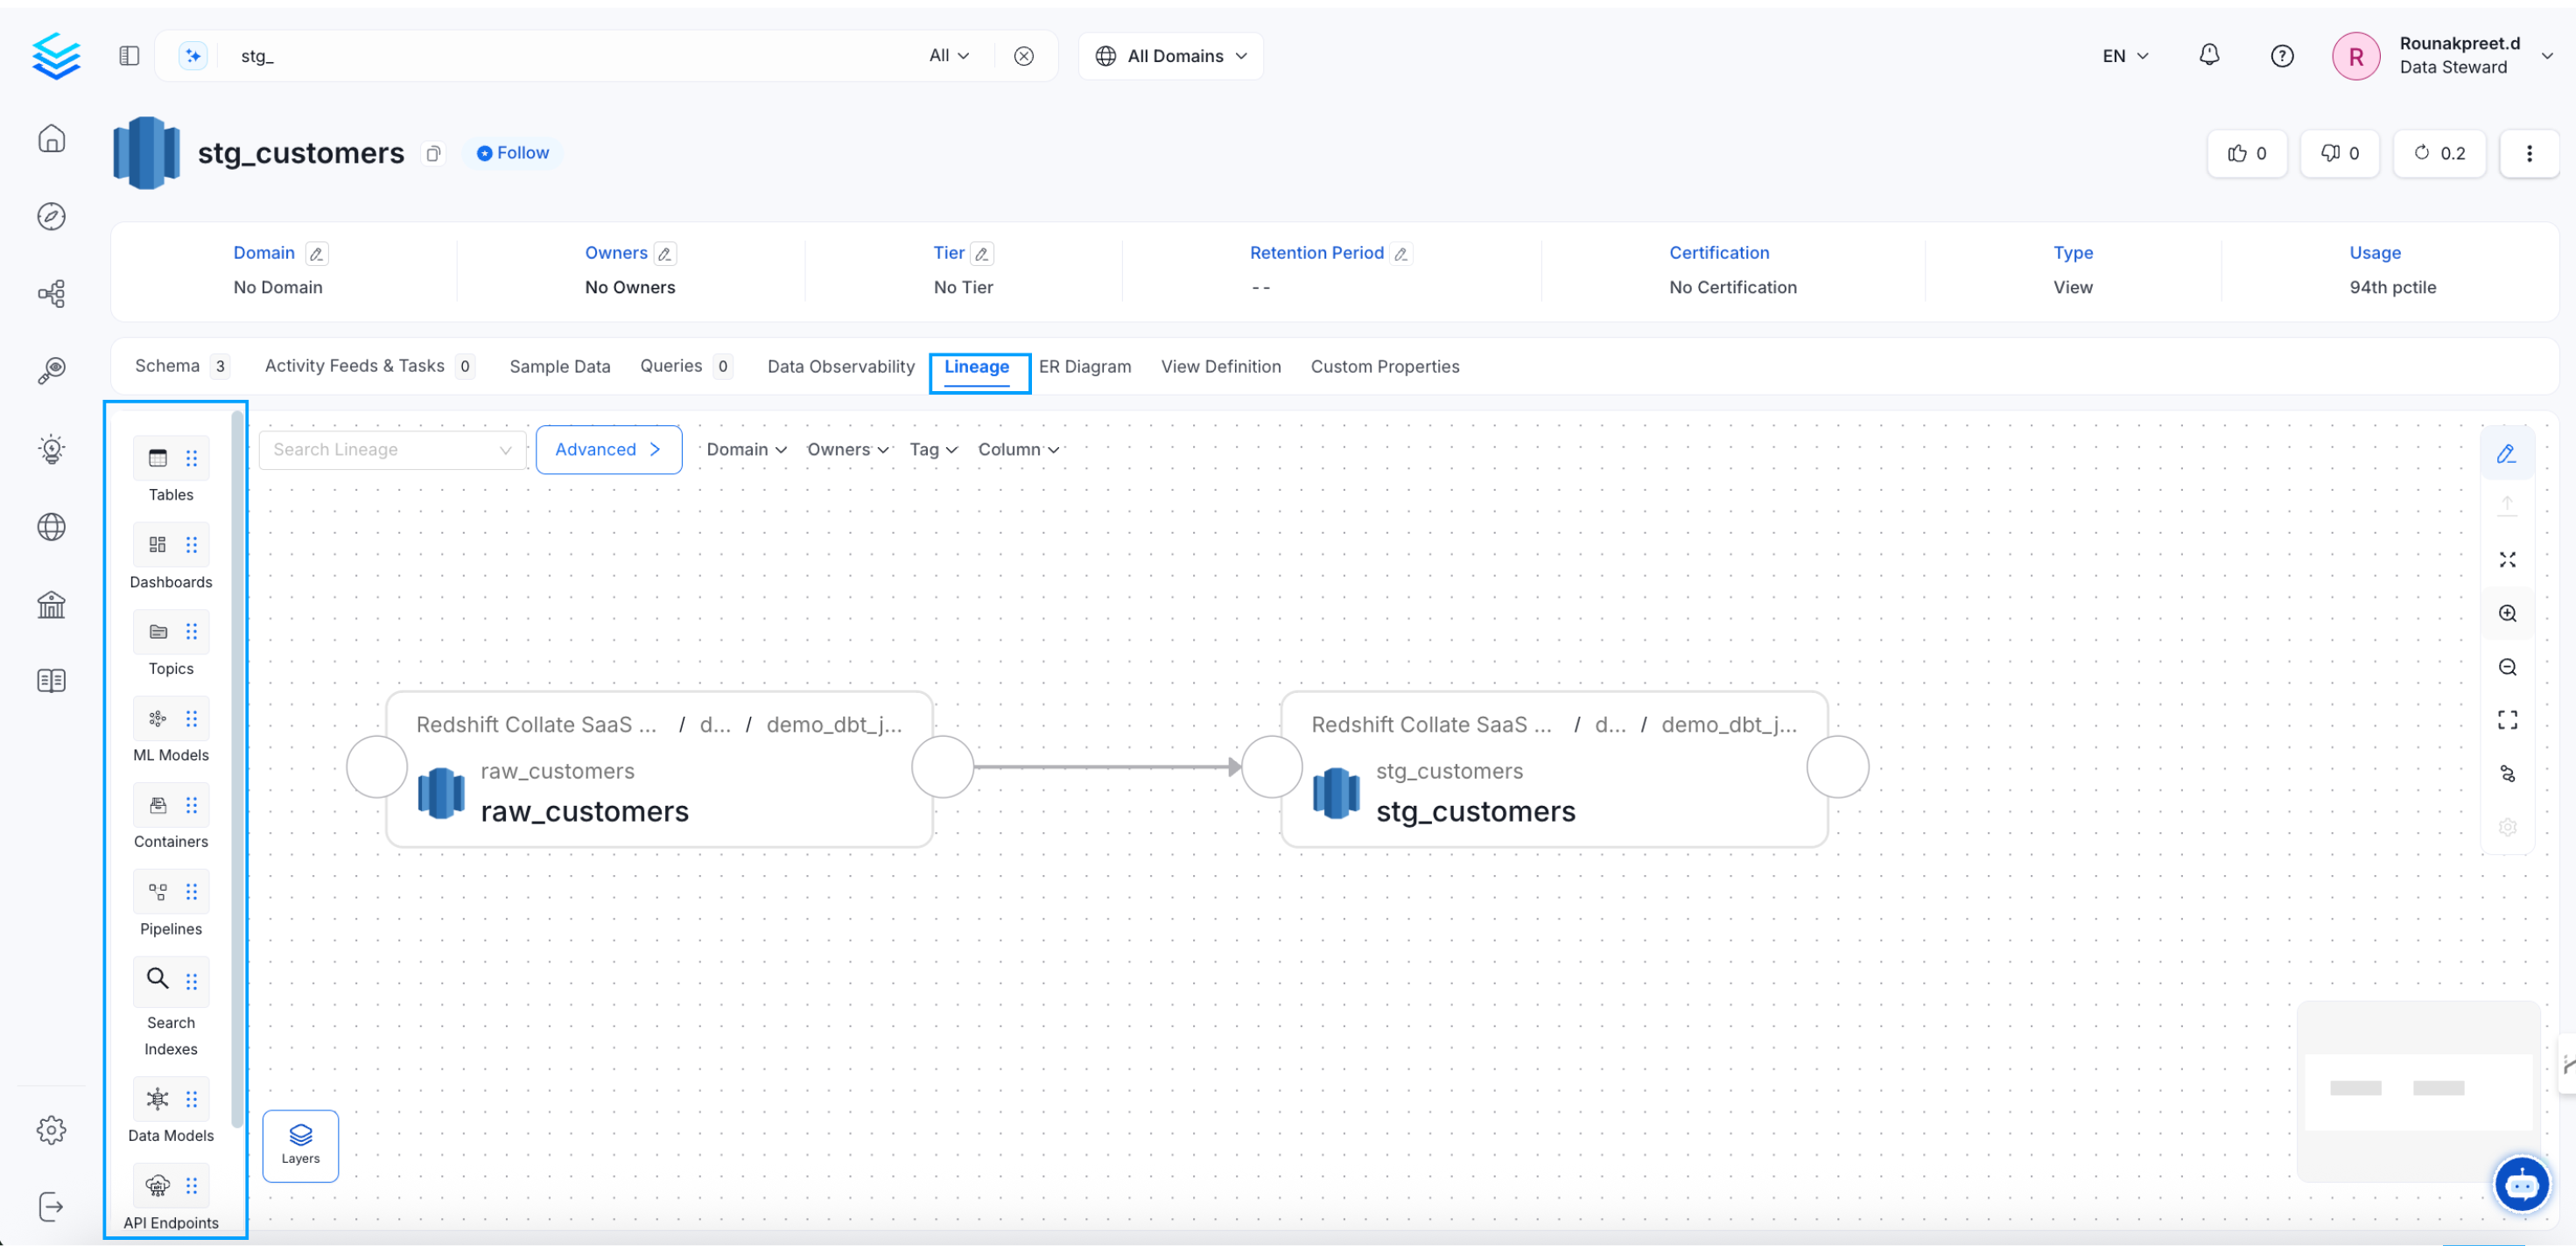 stg_
All
All Domains
EN
R
Rounakpreet.d
Data Steward
stg_customers
Follow
0
0
0.2
Domain
Owners
Tier
Retention Period
Certification
Type
Usage
No Domain
No Owners
No Tier
--
No Certification
View
94th pctile
Schema 3
Activity Feeds & Tasks 0
Sample Data
Queries 0
Data Observability
Lineage
ER Diagram
View Definition
Custom Properties
Search Lineage
Advanced
Domain
Owners
Tag
Column
Tables
Dashboards
Topics
ML Models
Containers
Pipelines
Search
Indexes
Data Models
API Endpoints
Redshift Collate SaaS ... / d... / demo_dbt_j...
raw_customers
raw_customers
Redshift Collate SaaS ... / d... / demo_dbt_j...
stg_customers
stg_customers
Layers